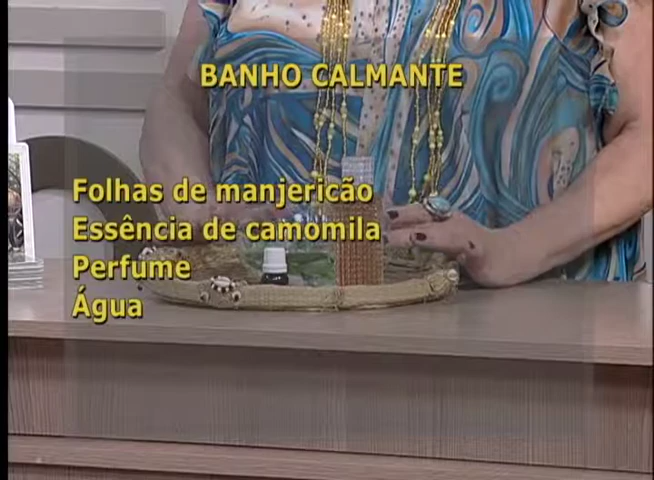 BANHO CALMANTE
Folhas de manjericão
Essência de camomila
Perfume
Água